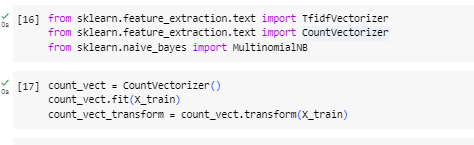 [16] from sklearn.feature_extraction.text import TfidfVectorizer
0s from sklearn.feature_extraction.text import CountVectorizer
from sklearn.naive_bayes import MultinomialNB
[17] count_vect = CountVectorizer()
0s count_vect.fit(X_train)
count_vect_transform = count_vect.transform(X_train)